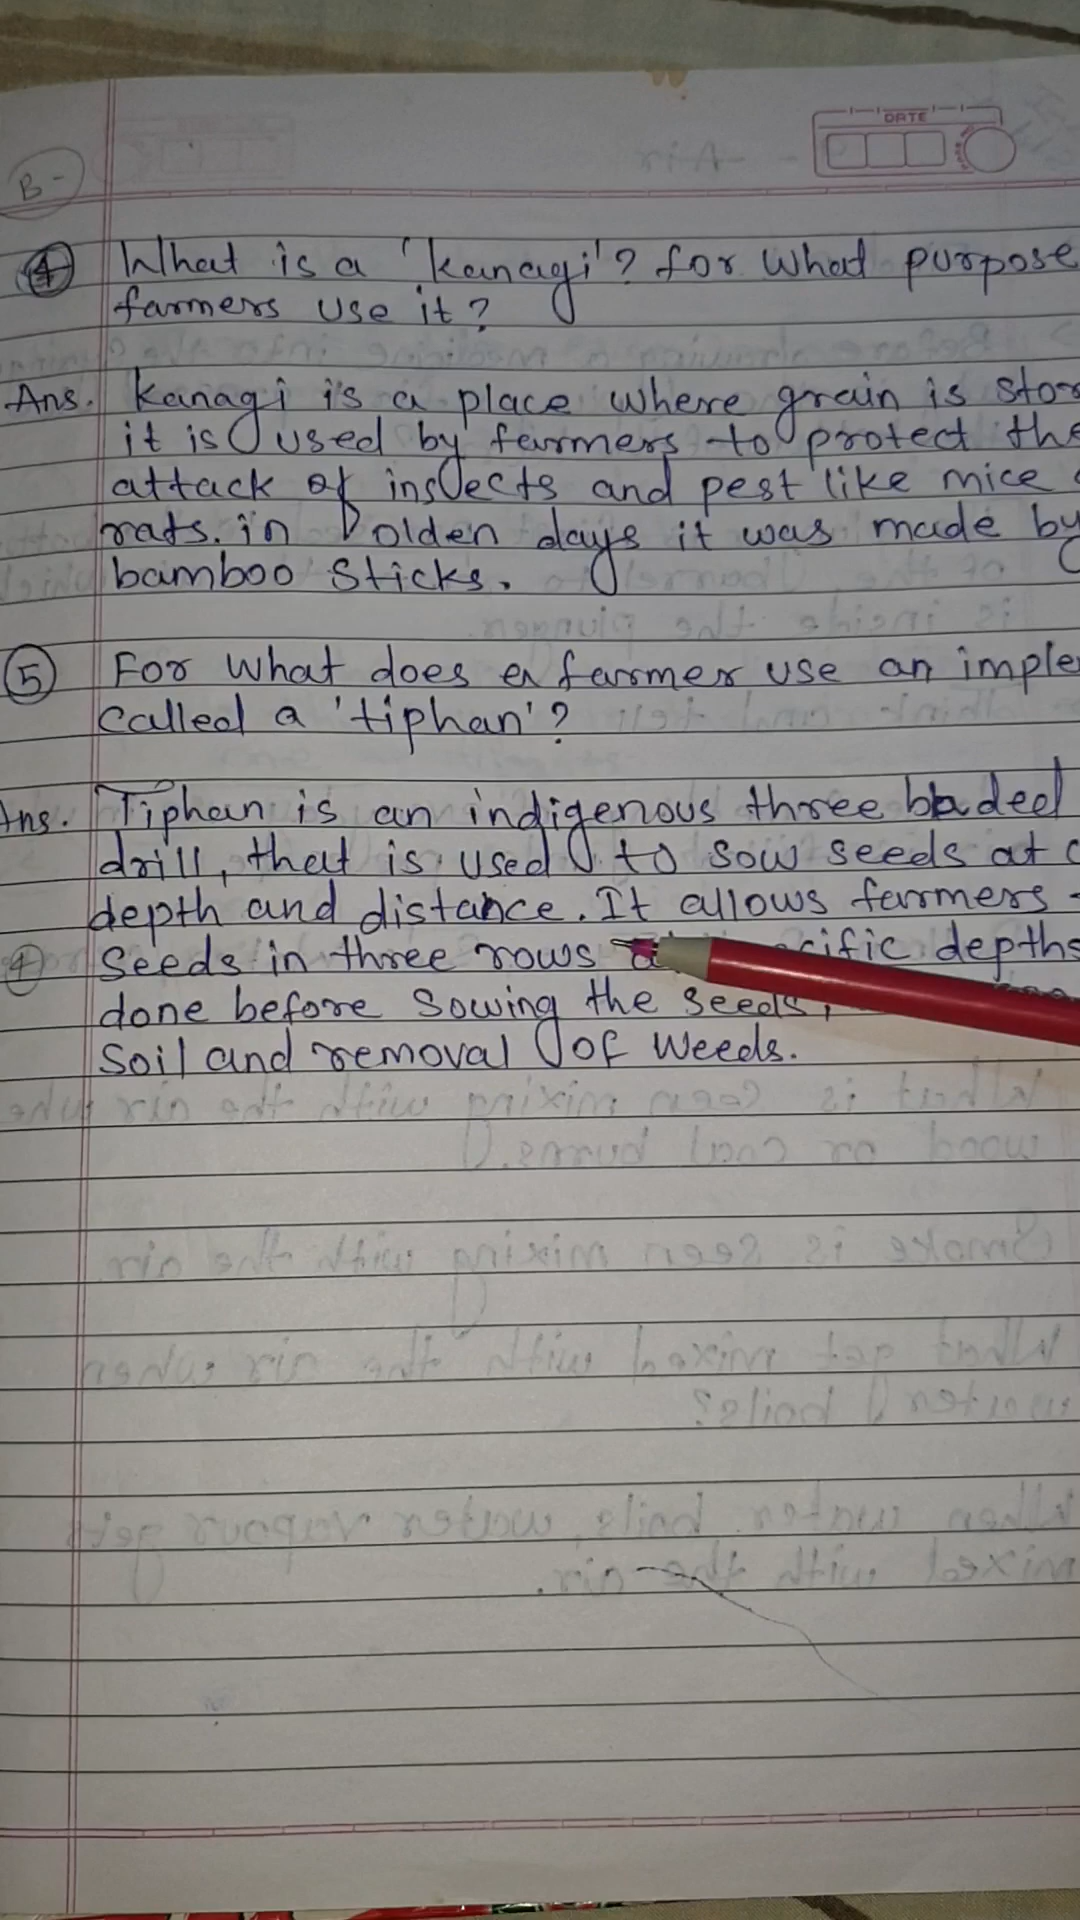 DATE
B-
④ What is a 'kanagi'? for what purpose
farmers use it?
Ans. Kanagi is a place where grain is
it is used by farmers to protect the
attack of insects and pest like mice
rats. in olden days it was made by
bamboo sticks.
⑤ For what does a farmer use an
called a 'tiphan'?
Ans. Tiphan is an indigenous three bladed
drill, that is used to sow seeds at
depth and distance. It allows farmers
Seeds in three rows depths
done before sowing the seeds,
Soil and removal of weeds.